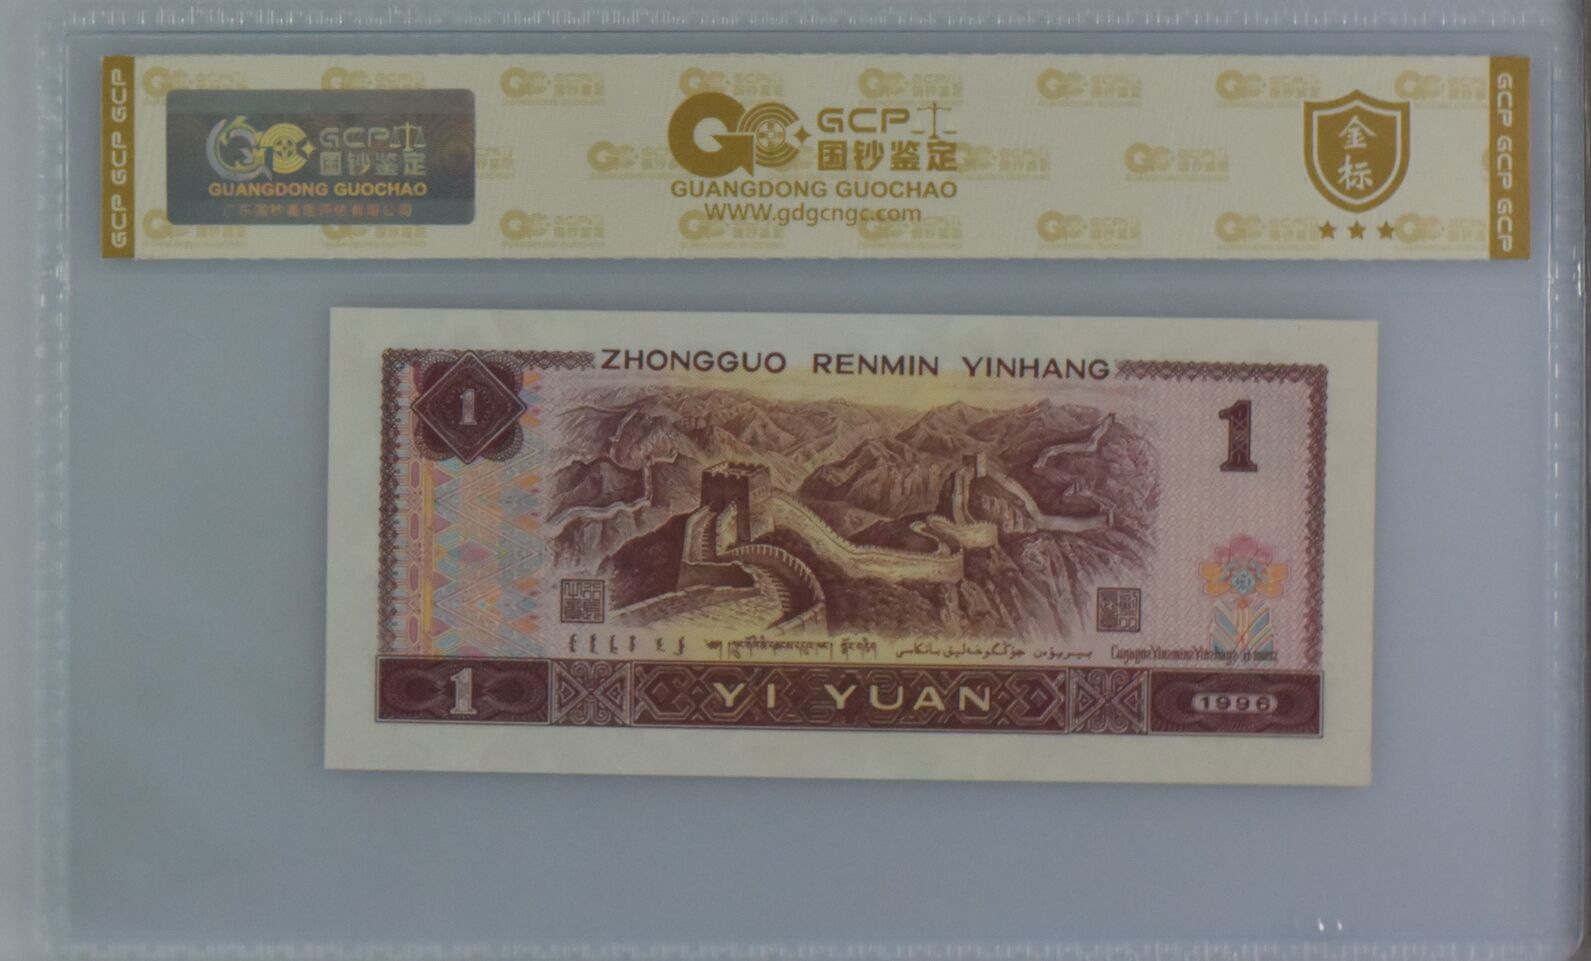 GCP GCP GCP
GCP
国钞鉴定
GUANGDONG GUOCHAO
广东国钞鉴定评估有限公司
GCP
国钞鉴定
GUANGDONG GUOCHAO
WWW.gdgcngc.com
金
标
GCP GCP GCP
ZHONGGUO RENMIN YINHANG
1
1
1
YI YUAN
1996